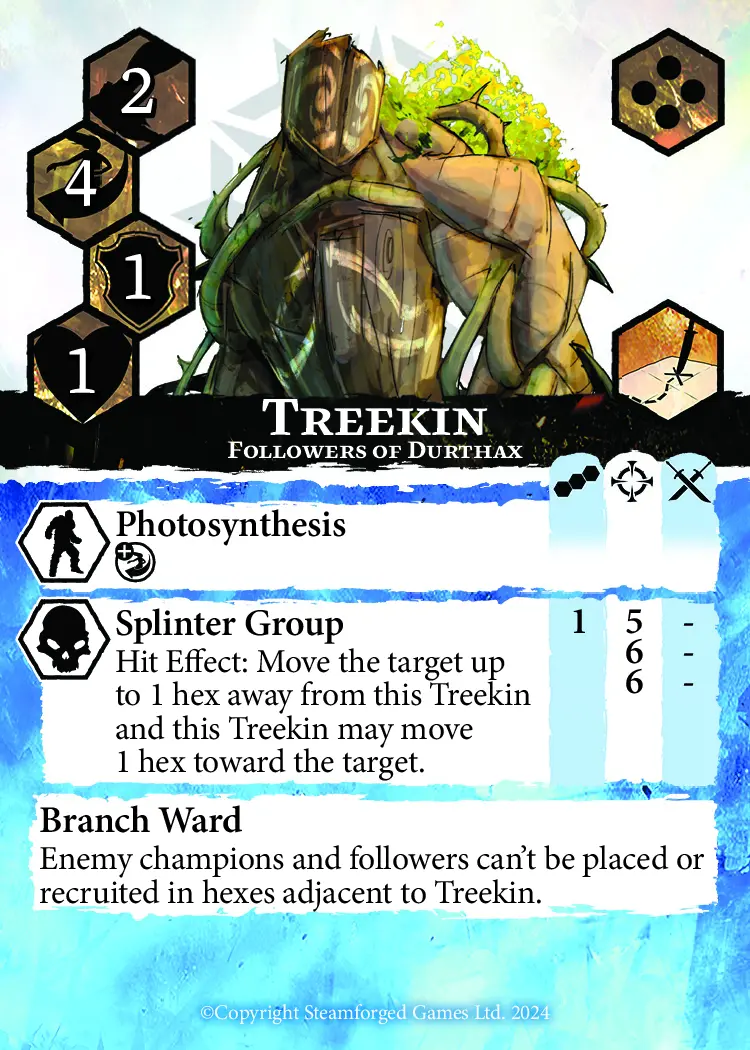 2
4
1
1
Treekin
Followers of Durthax
Photosynthesis
Splinter Group 1 5 -
6 -
6 -
Hit Effect: Move the target up
to 1 hex away from this Treekin
and this Treekin may move
1 hex toward the target.
Branch Ward
Enemy champions and followers can’t be placed or
recruited in hexes adjacent to Treekin.
©Copyright Steamforged Games Ltd. 2024